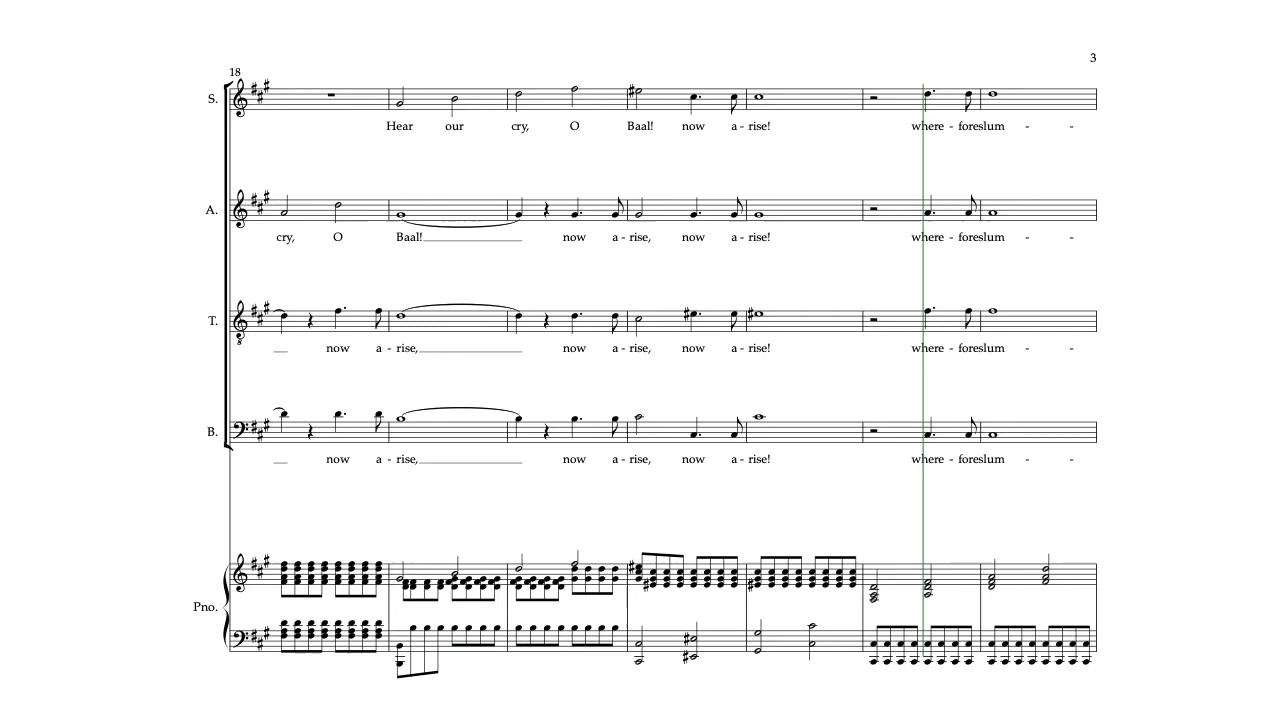 3
18
S.
Hear our cry, O Baal! now a - rise! where - foreslum - -
A.
cry, O Baal! now a - rise, now a - rise! where - foreslum - -
T.
now a - rise, now a - rise, now a - rise! where - foreslum - -
8
B.
now a - rise, now a - rise, now a - rise! where - foreslum - -
Pno.